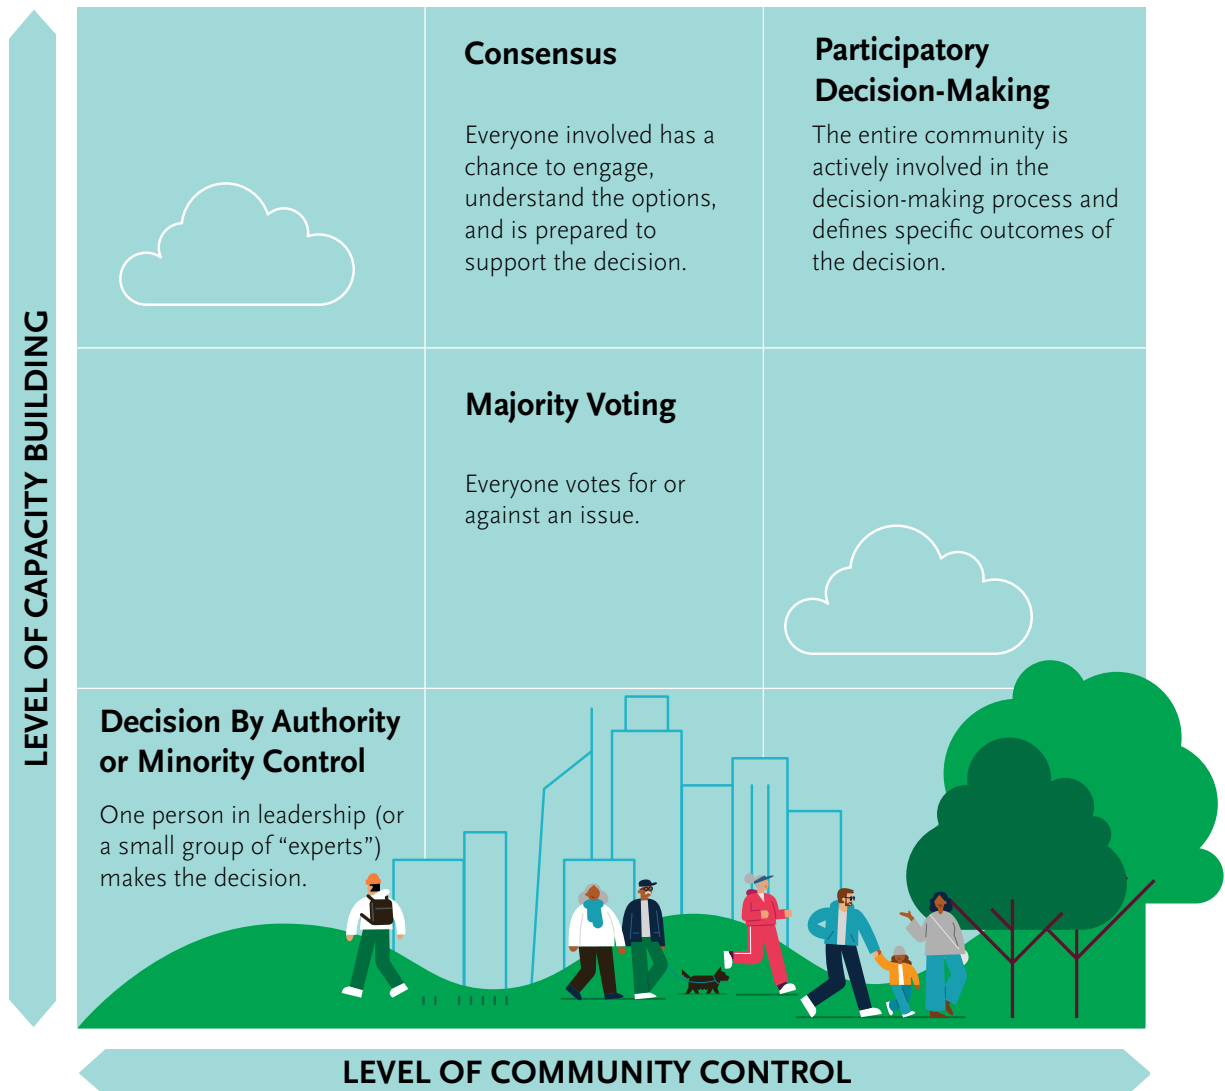 LEVEL OF CAPACITY BUILDING
Consensus
Everyone involved has a
chance to engage,
understand the options,
and is prepared to
support the decision.
Participatory
Decision-Making
The entire community is
actively involved in the
decision-making process and
defines specific outcomes of
the decision.
Majority Voting
Everyone votes for or
against an issue.
Decision By Authority
or Minority Control
One person in leadership (or
a small group of “experts”)
makes the decision.
LEVEL OF COMMUNITY CONTROL